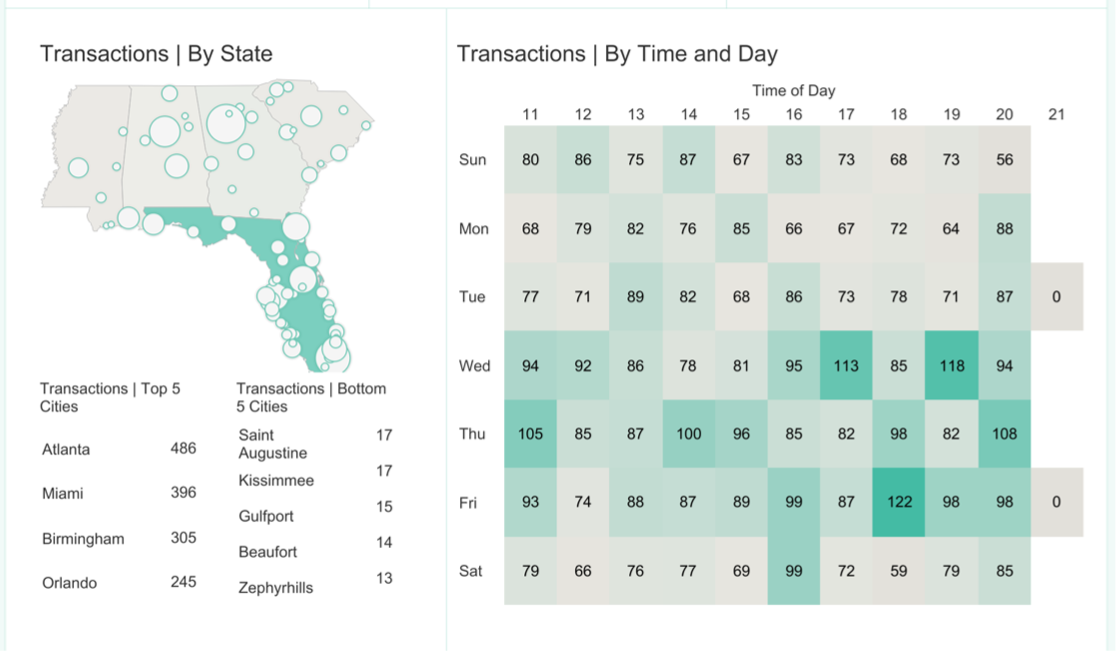 Transactions | By State
Transactions | Top 5
Cities
Atlanta 486
Miami 396
Birmingham 305
Orlando 245
Transactions | Bottom
5 Cities
Saint
Augustine 17
Kissimmee 17
Gulfport 15
Beaufort 14
Zephyrhills 13
Transactions | By Time and Day
Time of Day
11 12 13 14 15 16 17 18 19 20 21
Sun 80 86 75 87 67 83 73 68 73 56
Mon 68 79 82 76 85 66 67 72 64 88
Tue 77 71 89 82 68 86 73 78 71 87 0
Wed 94 92 86 78 81 95 113 85 118 94
Thu 105 85 87 100 96 85 82 98 82 108
Fri 93 74 88 87 89 99 87 122 98 98 0
Sat 79 66 76 77 69 99 72 59 79 85